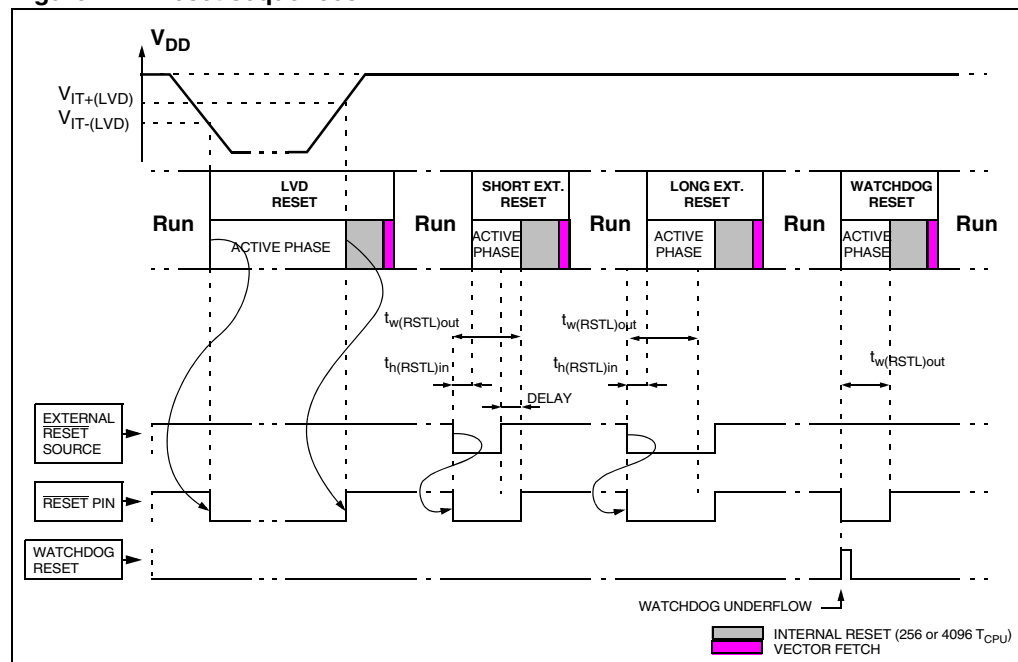 V_DD
V_IT+(LVD)
V_IT-(LVD)
LVD
RESET
SHORT EXT.
RESET
LONG EXT.
RESET
WATCHDOG
RESET
Run
Run
Run
Run
Run
ACTIVE PHASE
ACTIVE
PHASE
ACTIVE
PHASE
ACTIVE
PHASE
t_w(RSTL)out
t_w(RSTL)out
t_w(RSTL)out
t_h(RSTL)in
t_h(RSTL)in
DELAY
EXTERNAL
RESET
SOURCE
RESET PIN
WATCHDOG
RESET
WATCHDOG UNDERFLOW
INTERNAL RESET (256 or 4096 T_CPU)
VECTOR FETCH